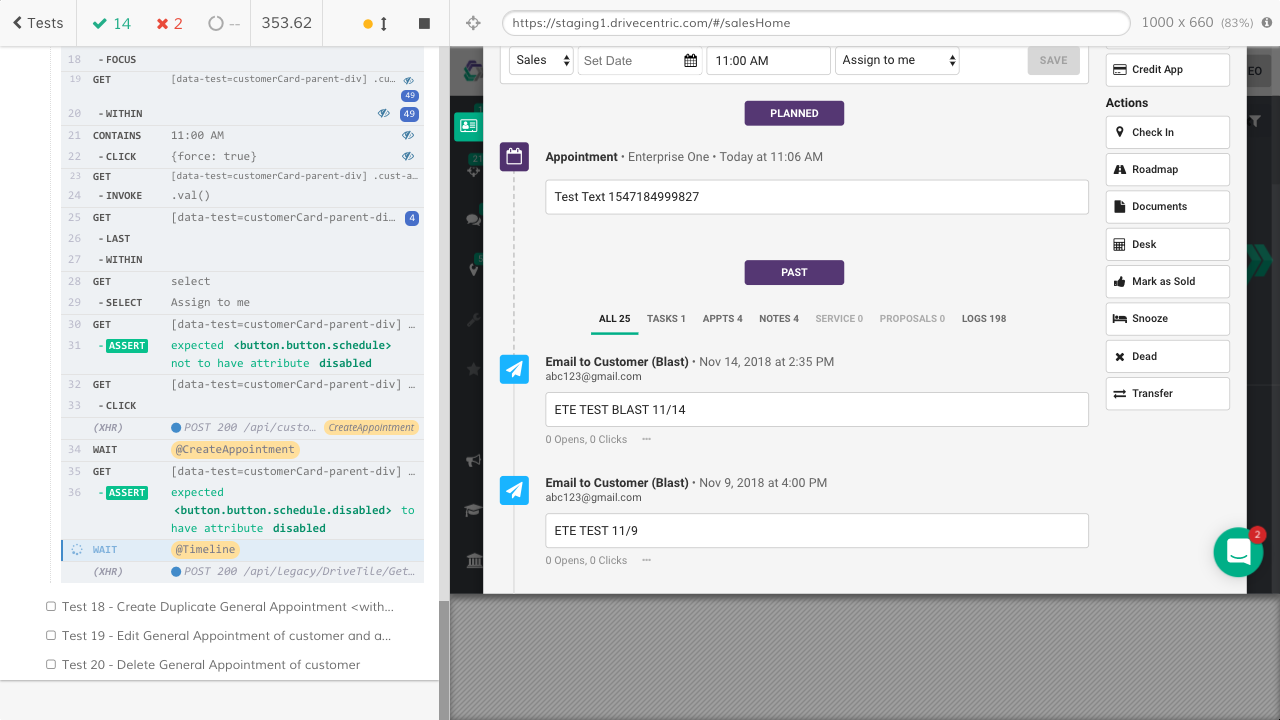 Tests
14
2
--
353.62
https://staging1.drivecentric.com/#/salesHome
1000 x 660 (83%)
18 - FOCUS
19 GET [data-test=customerCard-parent-div] .cu…
49
20 - WITHIN 49
21 CONTAINS 11:00 AM
22 - CLICK {force: true}
23 GET [data-test=customerCard-parent-div] .cust-a…
24 - INVOKE .val()
25 GET [data-test=customerCard-parent-di… 4
26 - LAST
27 - WITHIN
28 GET select
29 - SELECT Assign to me
30 GET [data-test=customerCard-parent-div] …
31 - ASSERT expected <button.button.schedule>
not to have attribute disabled
32 GET [data-test=customerCard-parent-div] …
33 - CLICK
(XHR) POST 200 /api/custo… CreateAppointment
34 WAIT @CreateAppointment
35 GET [data-test=customerCard-parent-div] …
36 - ASSERT expected
<button.button.schedule.disabled> to
have attribute disabled
WAIT @Timeline
(XHR) POST 200 /api/legacy/DriveTile/Get…
Test 18 - Create Duplicate General Appointment <with...
Test 19 - Edit General Appointment of customer and a...
Test 20 - Delete General Appointment of customer
Sales
Set Date
11:00 AM
Assign to me
SAVE
PLANNED
Appointment • Enterprise One • Today at 11:06 AM
Test Text 1547184999827
PAST
ALL 25 TASKS 1 APPTS 4 NOTES 4 SERVICE 0 PROPOSALS 0 LOGS 198
Email to Customer (Blast) • Nov 14, 2018 at 2:35 PM
abc123@gmail.com
ETE TEST BLAST 11/14
0 Opens, 0 Clicks ···
Email to Customer (Blast) • Nov 9, 2018 at 4:00 PM
abc123@gmail.com
ETE TEST 11/9
0 Opens, 0 Clicks ···
Credit App
Actions
Check In
Roadmap
Documents
Desk
Mark as Sold
Snooze
Dead
Transfer
EO
2